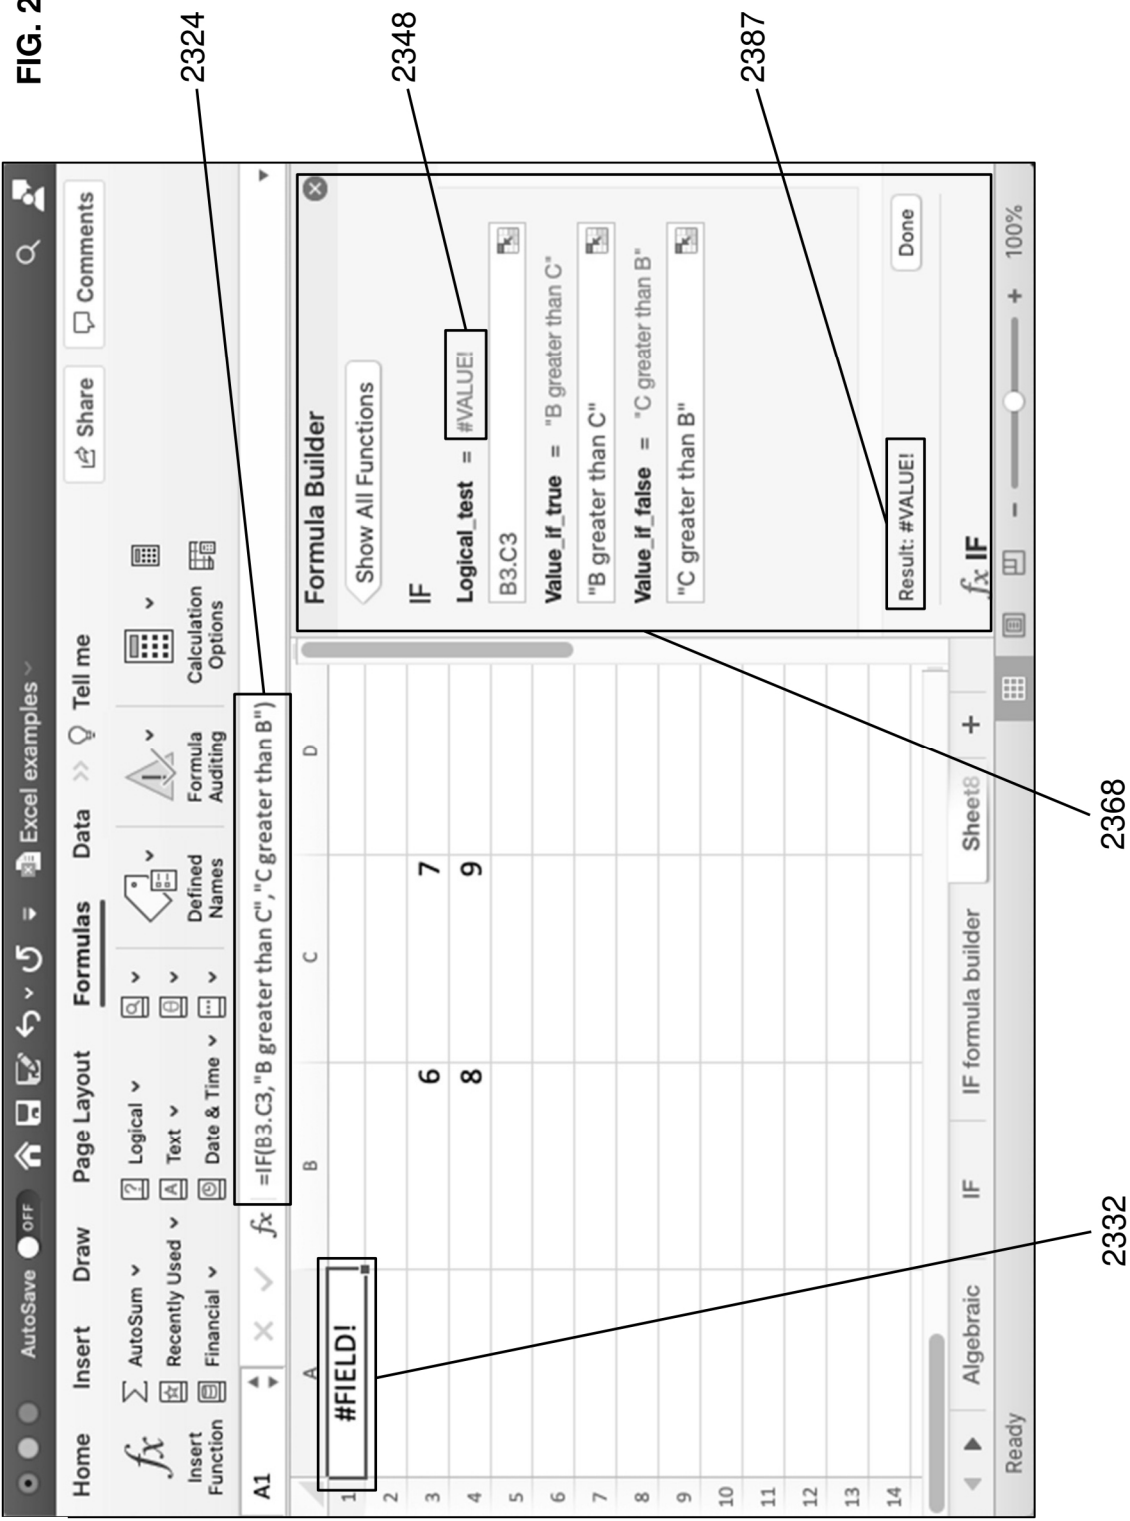 FIG. 2
2324
2348
2387
AutoSave OFF
Excel examples
Home Insert Draw Page Layout Formulas Data >> Tell me
Share
Comments
fx
Insert
Function
∑ AutoSum
Recently Used
Financial
Logical
Text
Date & Time
Defined
Names
Formula
Auditing
Calculation
Options
A1
fx =IF(B3.C3,"B greater than C","C greater than B")
A B C D
1 #FIELD!
2
3 6 7
4 8 9
5
6
7
8
9
10
11
12
13
14
Formula Builder
Show All Functions
IF
Logical_test = #VALUE!
B3.C3
Value_if_true = "B greater than C"
"B greater than C"
Value_if_false = "C greater than B"
"C greater than B"
Result: #VALUE!
Done
fx IF
Algebraic IF IF formula builder Sheet8 +
Ready
− + 100%
2332
2368